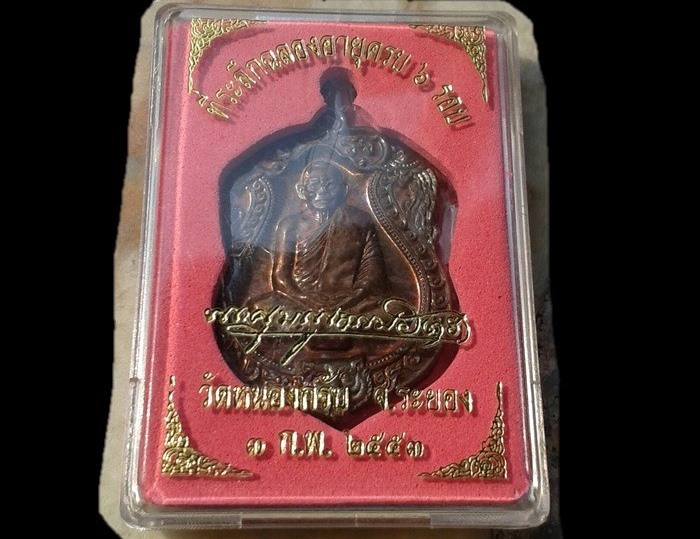 ที่ระลึกฉลองอายุครบ ๖ รอบ
วัดหนองกรับ จ.ระยอง
๓ ก.พ. ๒๕๕๓